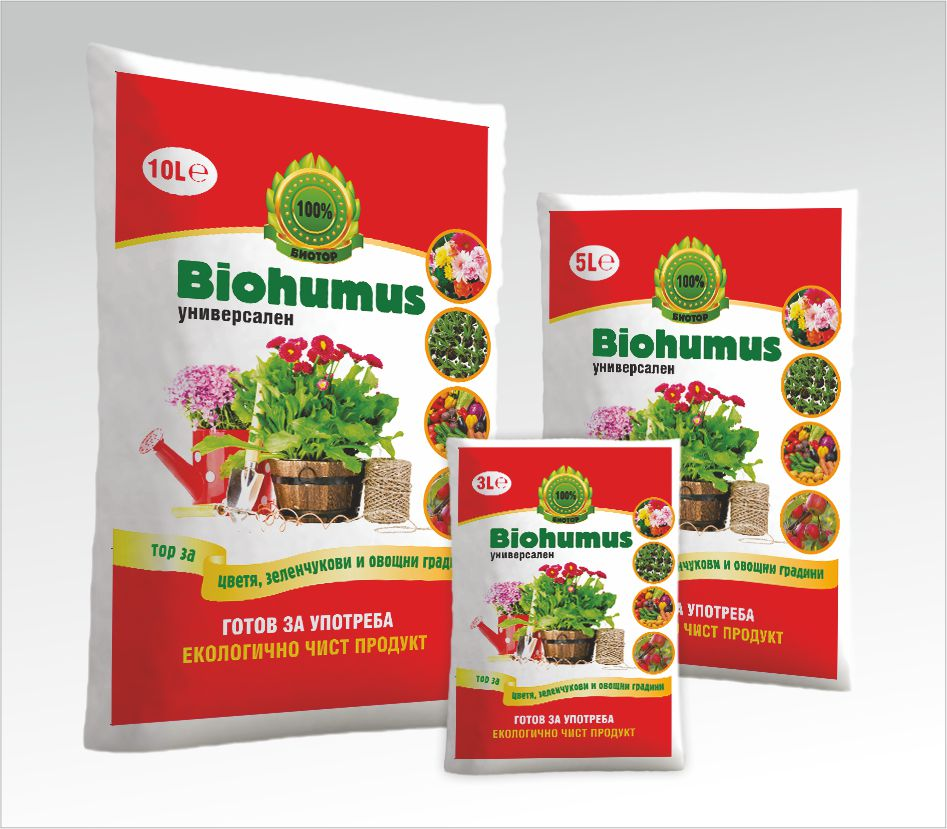 10L℮
100%
БИОТОР
Biohumus
универсален
тор за
цветя, зеленчукови и овощни
ГОТОВ ЗА УПОТРЕБА
ЕКОЛОГИЧНО ЧИСТ ПРОДУКТ
5L℮
100%
БИОТОР
Biohumus
универсален
и овощни градини
УПОТРЕБА
ЧИСТ ПРОДУКТ
3L℮
100%
БИОТОР
Biohumus
универсален
тор за
цветя, зеленчукови и овощни градини
ГОТОВ ЗА УПОТРЕБА
ЕКОЛОГИЧНО ЧИСТ ПРОДУКТ